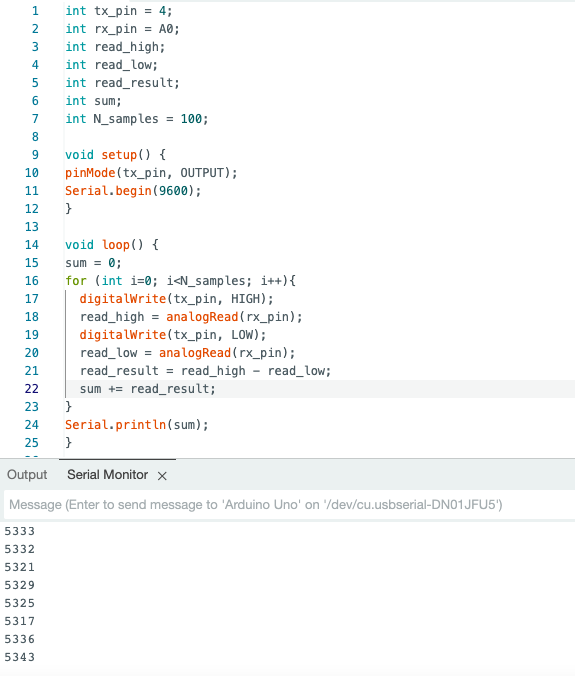 1 int tx_pin = 4;
2 int rx_pin = A0;
3 int read_high;
4 int read_low;
5 int read_result;
6 int sum;
7 int N_samples = 100;
8
9 void setup() {
10 pinMode(tx_pin, OUTPUT);
11 Serial.begin(9600);
12 }
13
14 void loop() {
15 sum = 0;
16 for (int i=0; i<N_samples; i++){
17   digitalWrite(tx_pin, HIGH);
18   read_high = analogRead(rx_pin);
19   digitalWrite(tx_pin, LOW);
20   read_low = analogRead(rx_pin);
21   read_result = read_high - read_low;
22   sum += read_result;
23 }
24 Serial.println(sum);
25 }
Output Serial Monitor ×
Message (Enter to send message to 'Arduino Uno' on '/dev/cu.usbserial-DN01JFU5')
5333
5332
5321
5329
5325
5317
5336
5343